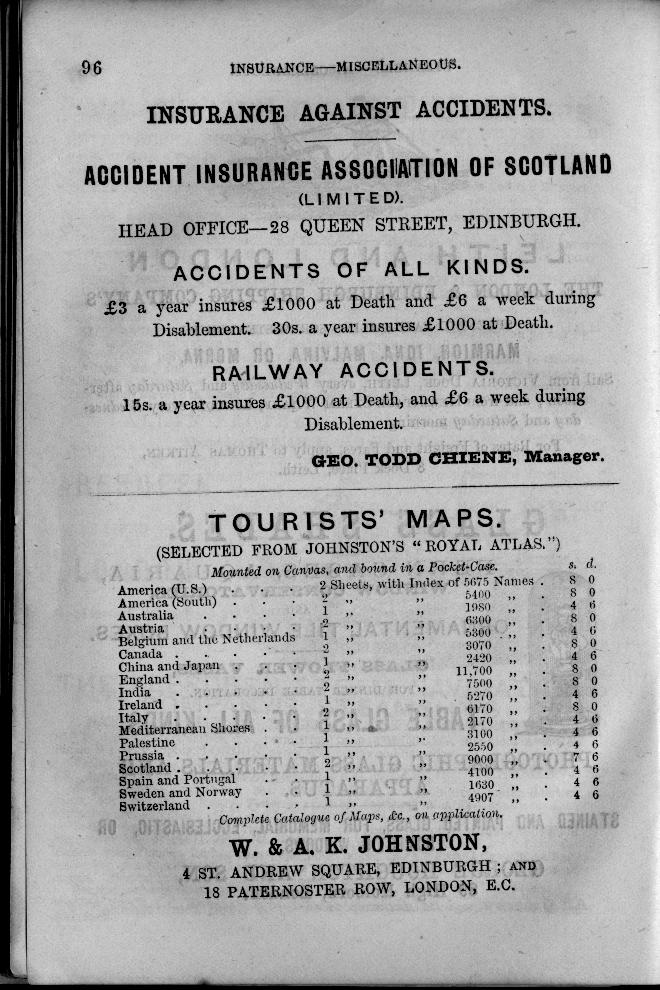 96 INSURANCE—MISCELLANEOUS.
INSURANCE AGAINST ACCIDENTS.
ACCIDENT INSURANCE ASSOCIATION OF SCOTLAND
(LIMITED).
HEAD OFFICE—28 QUEEN STREET, EDINBURGH.
ACCIDENTS OF ALL KINDS.
£3 a year insures £1000 at Death and £6 a week during
Disablement. 30s. a year insures £1000 at Death.
RAILWAY ACCIDENTS.
15s. a year insures £1000 at Death, and £6 a week during
Disablement.
GEO. TODD CHIENE, Manager.
TOURISTS' MAPS.
(SELECTED FROM JOHNSTON'S "ROYAL ATLAS.")
Mounted on Canvas, and bound in a Pocket-Case. s. d.
America (U.S.) . . . 2 Sheets, with Index of 5675 Names . 8 0
America (South) . . . 2 ,, ,, 5400 ,, . 8 0
Australia . . . . 1 ,, ,, 1980 ,, . 4 6
Austria . . . . 2 ,, ,, 6300 ,, . 8 0
Belgium and the Netherlands 1 ,, ,, 5300 ,, . 4 6
Canada . . . . 2 ,, ,, 3070 ,, . 8 0
China and Japan . . . 1 ,, ,, 2420 ,, . 4 6
England . . . . 2 ,, ,, 11,700 ,, . 8 0
India . . . . 2 ,, ,, 7500 ,, . 8 0
Ireland . . . . 1 ,, ,, 5270 ,, . 4 6
Italy . . . . 2 ,, ,, 6170 ,, . 8 0
Mediterranean Shores . . 1 ,, ,, 2170 ,, . 4 6
Palestine . . . . 1 ,, ,, 3100 ,, . 4 6
Prussia . . . . 1 ,, ,, 2550 ,, . 4 6
Scotland . . . . 2 ,, ,, 9000 ,, . 7 6
Spain and Portugal . . 1 ,, ,, 4100 ,, . 4 6
Sweden and Norway . . 1 ,, ,, 1630 ,, . 4 6
Switzerland . . . . 1 ,, ,, 4907 ,, . 4 6
Complete Catalogue of Maps, &c., on application.
W. & A. K. JOHNSTON,
4 ST. ANDREW SQUARE, EDINBURGH; AND
18 PATERNOSTER ROW, LONDON, E.C.